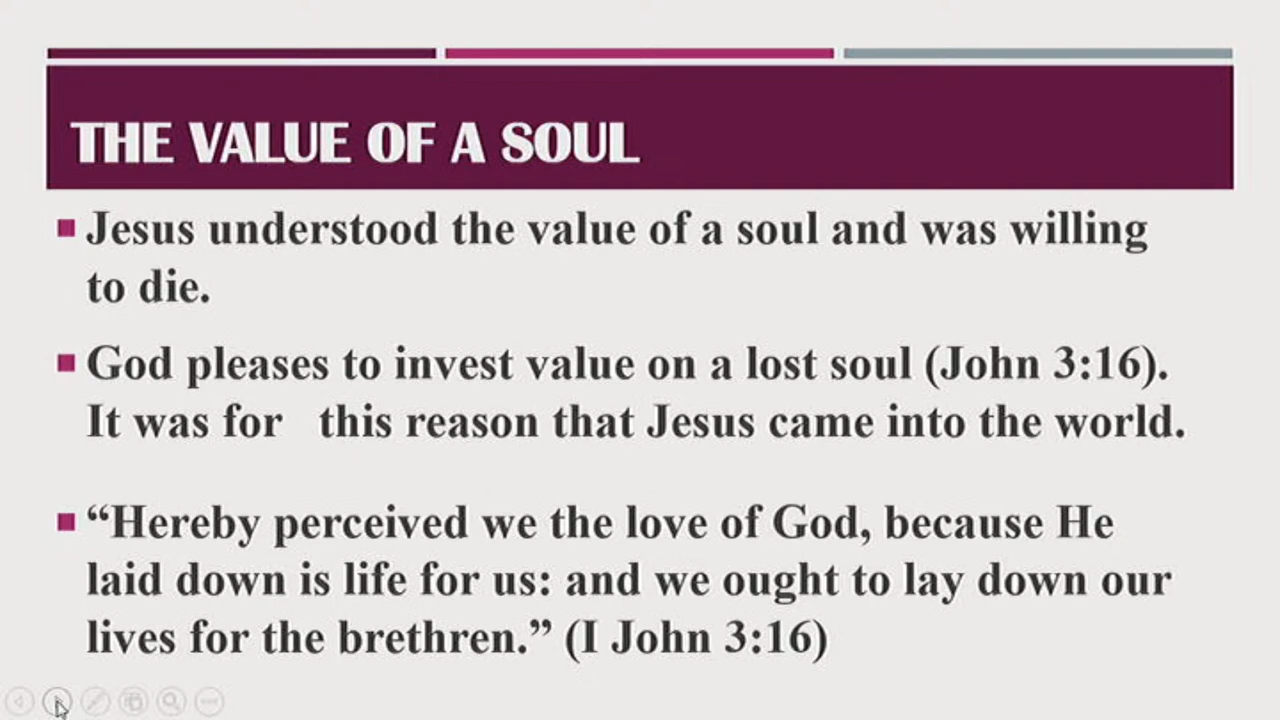 THE VALUE OF A SOUL
Jesus understood the value of a soul and was willing
to die.
God pleases to invest value on a lost soul (John 3:16).
It was for this reason that Jesus came into the world.
“Hereby perceived we the love of God, because He
laid down is life for us: and we ought to lay down our
lives for the brethren.” (I John 3:16)